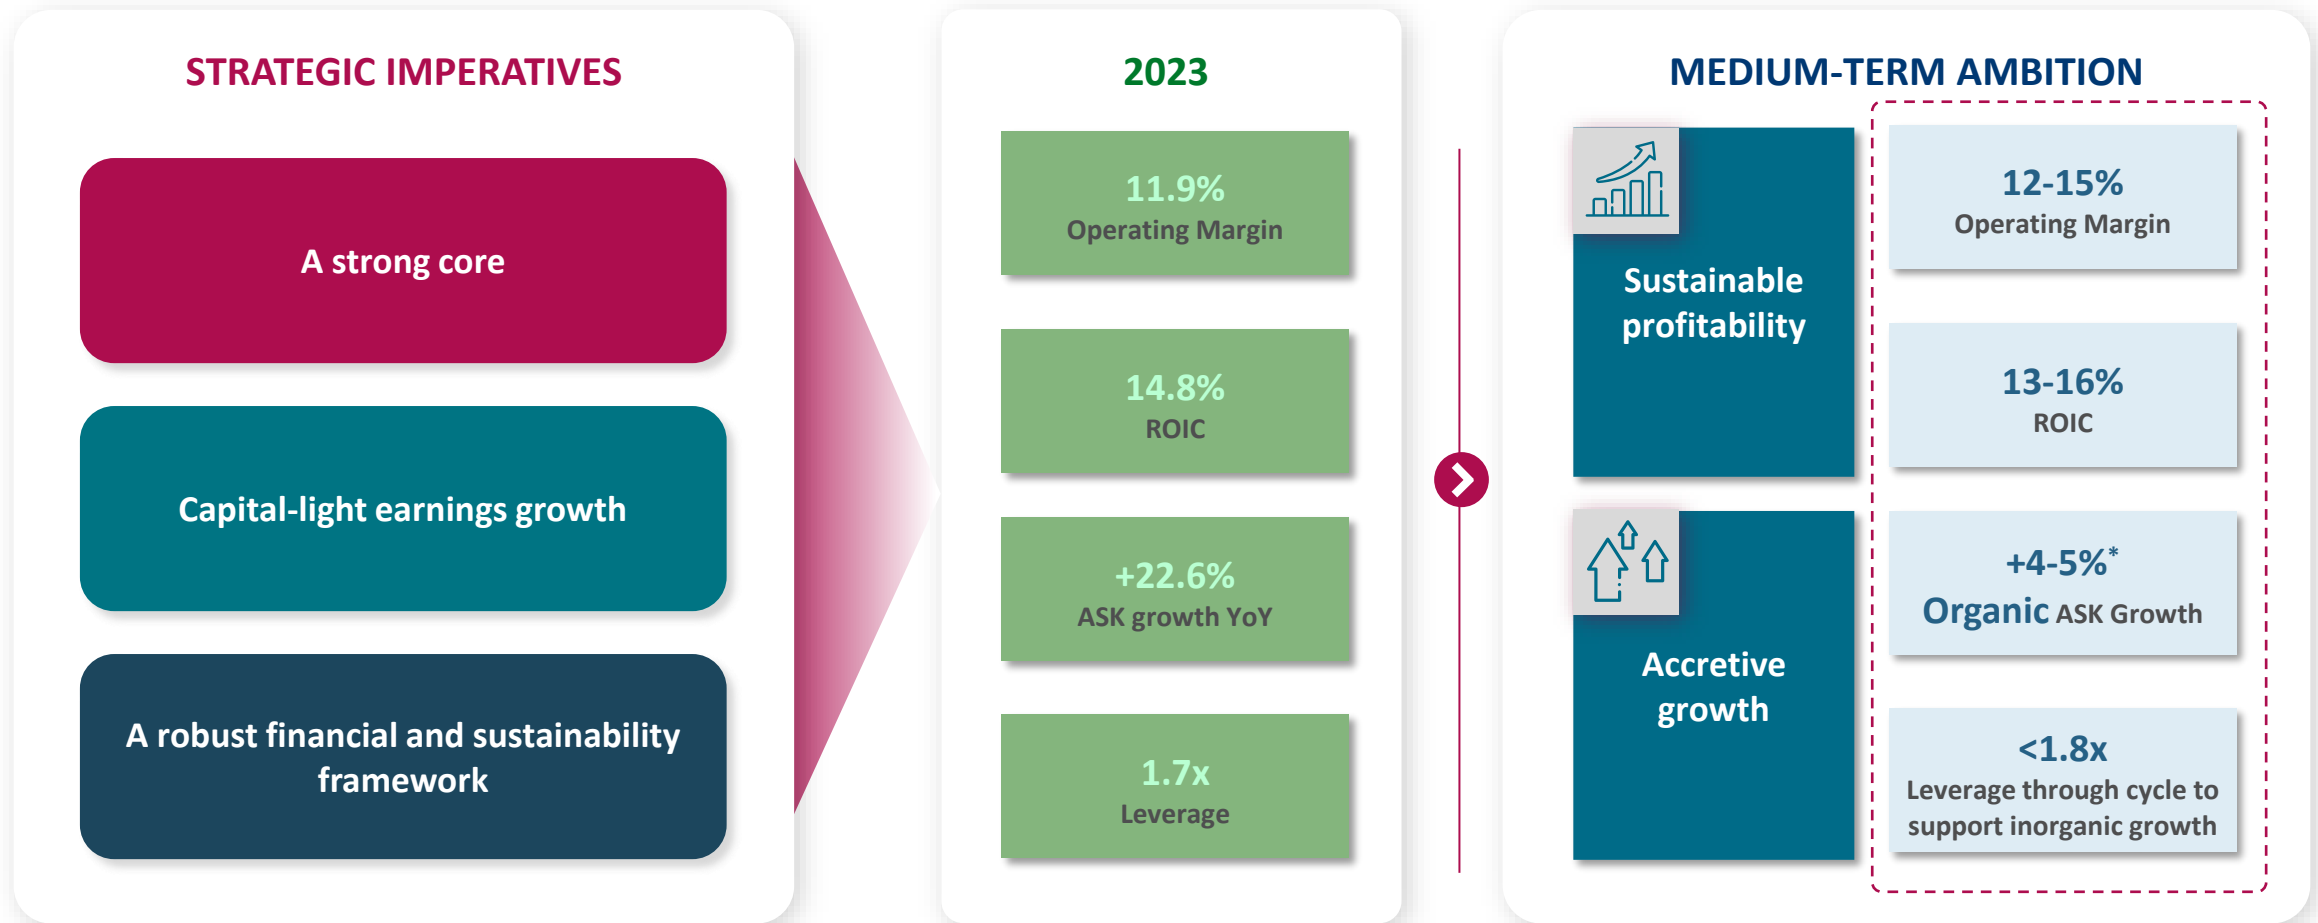 STRATEGIC IMPERATIVES
A strong core
Capital-light earnings growth
A robust financial and sustainability
framework
2023
11.9%
Operating Margin
14.8%
ROIC
+22.6%
ASK growth YoY
1.7x
Leverage
MEDIUM-TERM AMBITION
Sustainable
profitability
12-15%
Operating Margin
13-16%
ROIC
Accretive
growth
+4-5%*
Organic ASK Growth
<1.8x
Leverage through cycle to
support inorganic growth